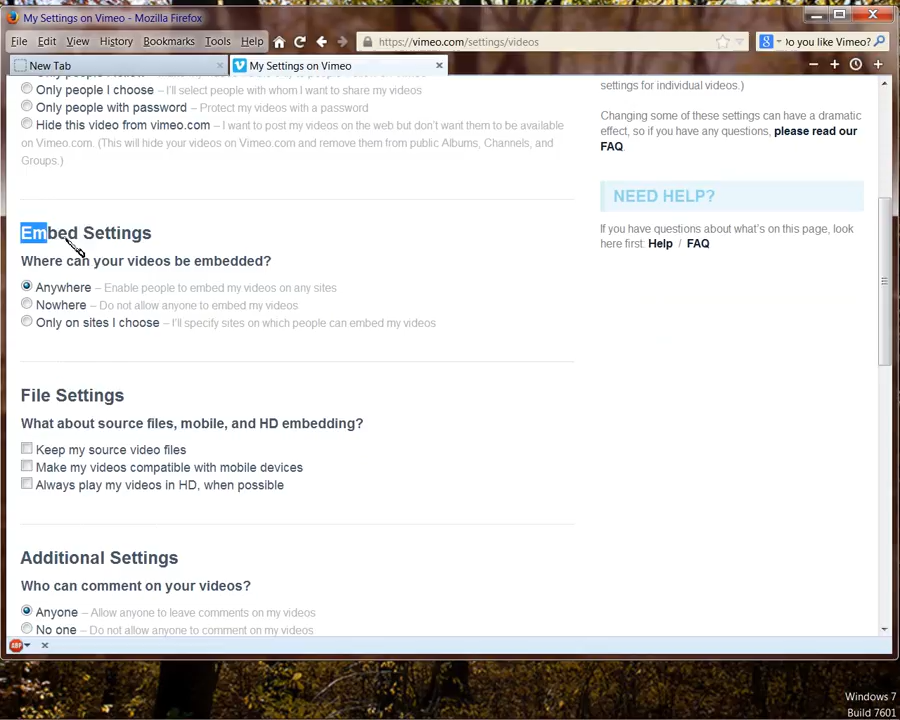 My Settings on Vimeo - Mozilla Firefox
File Edit View History Bookmarks Tools Help
https://vimeo.com/settings/videos
Do you like Vimeo?
New Tab
My Settings on Vimeo
Only people I choose – I'll select people with whom I want to share my videos
Only people with password – Protect my videos with a password
Hide this video from vimeo.com – I want to post my videos on the web but don't want them to be available
on Vimeo.com. (This will hide your videos on Vimeo.com and remove them from public Albums, Channels, and
Groups.)
Embed Settings
Where can your videos be embedded?
Anywhere – Enable people to embed my videos on any sites
Nowhere – Do not allow anyone to embed my videos
Only on sites I choose – I'll specify sites on which people can embed my videos
File Settings
What about source files, mobile, and HD embedding?
Keep my source video files
Make my videos compatible with mobile devices
Always play my videos in HD, when possible
Additional Settings
Who can comment on your videos?
Anyone – Allow anyone to leave comments on my videos
No one – Do not allow anyone to comment on my videos
settings for individual videos.)
Changing some of these settings can have a dramatic
effect, so if you have any questions, please read our
FAQ.
NEED HELP?
If you have questions about what's on this page, look
here first: Help / FAQ
ABP
Windows 7
Build 7601